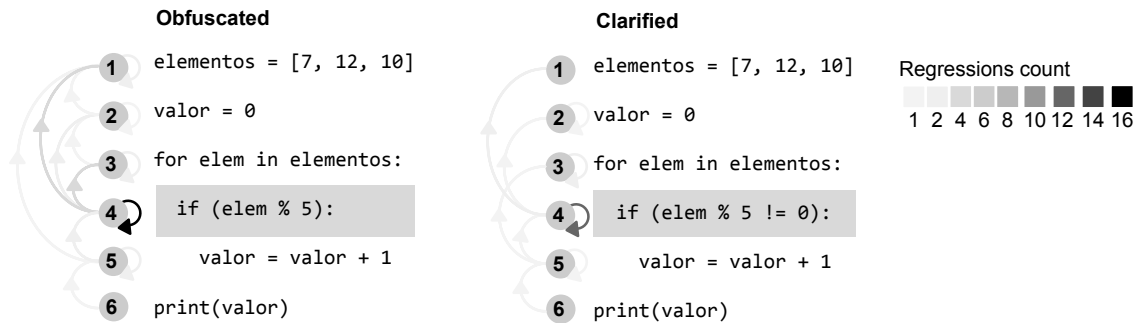 Obfuscated
1 elementos = [7, 12, 10]
2 valor = 0
3 for elem in elementos:
4 if (elem % 5):
5 valor = valor + 1
6 print(valor)
Clarified
1 elementos = [7, 12, 10]
2 valor = 0
3 for elem in elementos:
4 if (elem % 5 != 0):
5 valor = valor + 1
6 print(valor)
Regressions count
1 2 4 6 8 10 12 14 16